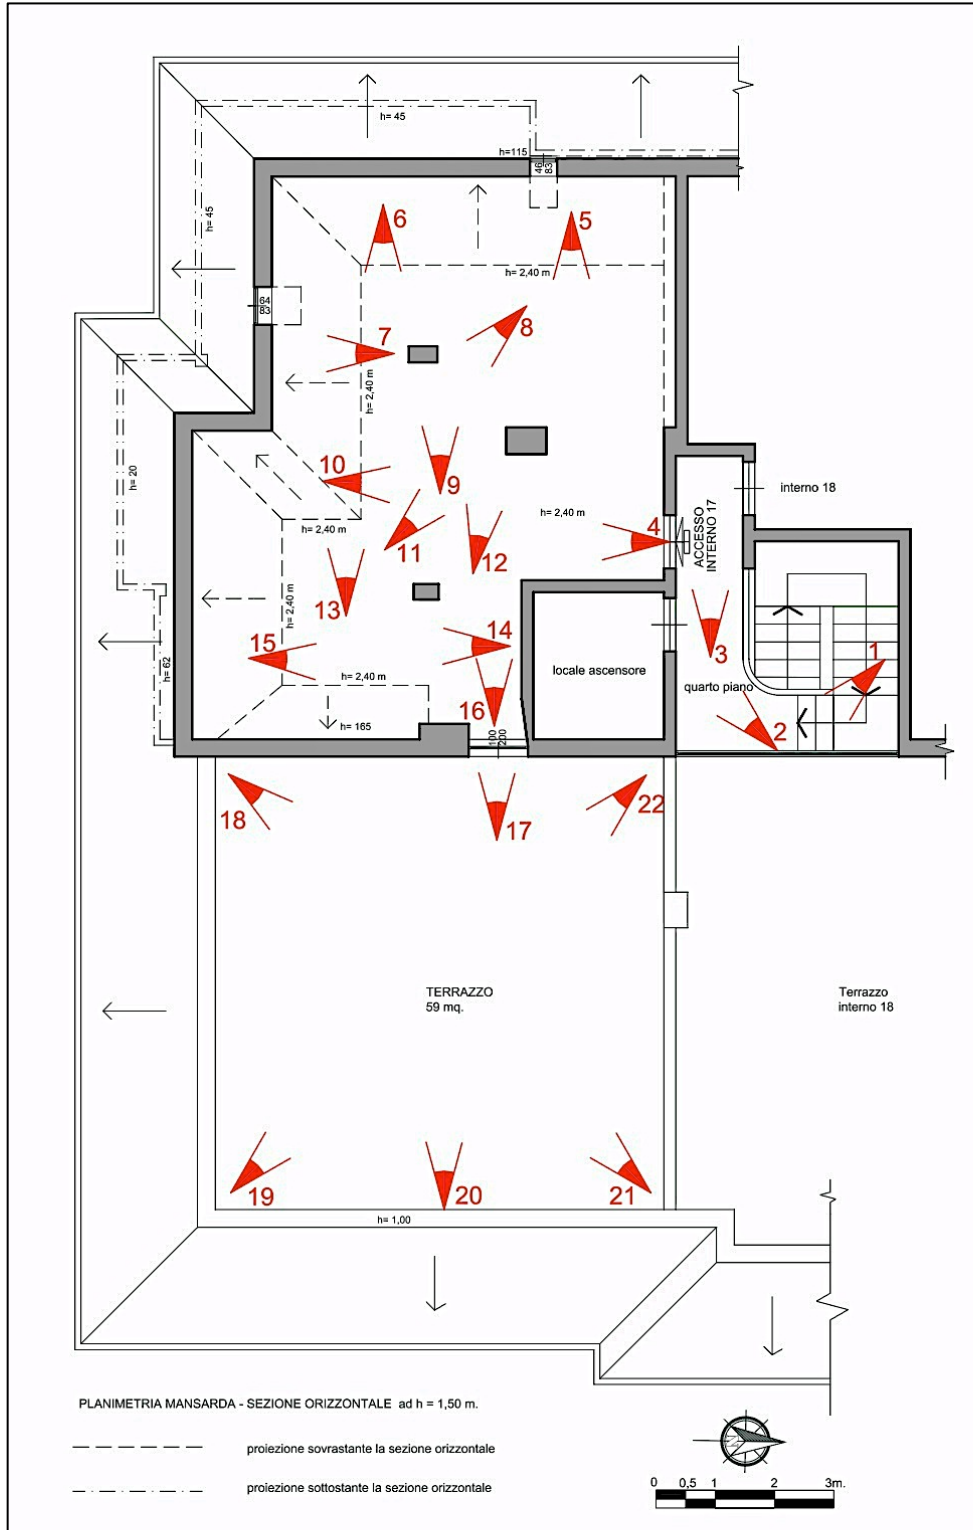 h= 45
h=115
46
83
h= 45
6
5
h= 2,40 m
64
83
8
7
h= 2,40 m
h= 20
10
9
interno 18
h= 2,40 m
h= 2,40 m
4
ACCESSO
INTERNO 17
11
12
h= 2,40 m
13
14
15
3
1
h= 62
locale ascensore
h= 2,40 m
quarto piano
16
h= 165
100
200
2
18
17
22
TERRAZZO
59 mq.
Terrazzo
interno 18
19
20
21
h= 1,00
PLANIMETRIA MANSARDA - SEZIONE ORIZZONTALE ad h = 1,50 m.
proiezione sovrastante la sezione orizzontale
proiezione sottostante la sezione orizzontale
N
0 0,5 1 2 3m.